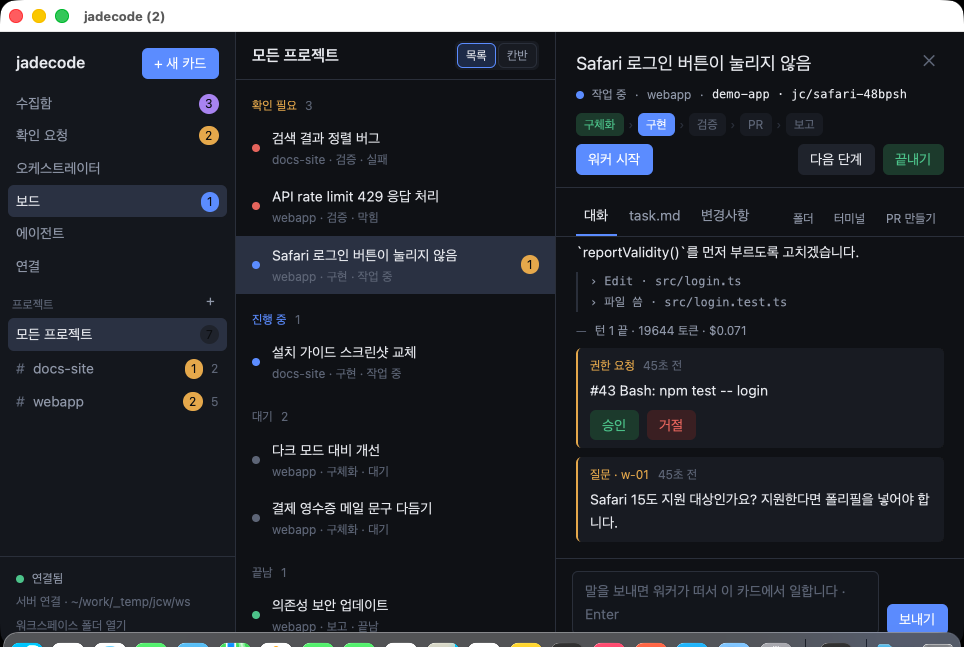 jadecode (2)
jadecode
+ 새 카드
수집함 3
확인 요청 2
오케스트레이터
보드 1
에이전트
연결
프로젝트 +
모든 프로젝트 7
# docs-site 1 2
# webapp 2 5
연결됨
서버 연결 · ~/work/_temp/jcw/ws
워크스페이스 폴더 열기
모든 프로젝트
목록 칸반
확인 필요 3
검색 결과 정렬 버그
docs-site · 검증 · 실패
API rate limit 429 응답 처리
webapp · 검증 · 막힘
Safari 로그인 버튼이 눌리지 않음
webapp · 구현 · 작업 중
1
진행 중 1
설치 가이드 스크린샷 교체
docs-site · 구현 · 작업 중
대기 2
다크 모드 대비 개선
webapp · 구체화 · 대기
결제 영수증 메일 문구 다듬기
webapp · 구체화 · 대기
끝남 1
의존성 보안 업데이트
webapp · 보고 · 끝남
Safari 로그인 버튼이 눌리지 않음
작업 중 · webapp · demo-app · jc/safari-48bpsh
구체화 › 구현 › 검증 › PR › 보고
워커 시작 다음 단계 끝내기
대화 task.md 변경사항 폴더 터미널 PR 만들기
`reportValidity()`를 먼저 부르도록 고치겠습니다.
› Edit · src/login.ts
› 파일 씀 · src/login.test.ts
— 턴 1 끝 · 19644 토큰 · $0.071
권한 요청 45초 전
#43 Bash: npm test -- login
승인 거절
질문 · w-01 45초 전
Safari 15도 지원 대상인가요? 지원한다면 폴리필을 넣어야 합
니다.
말을 보내면 워커가 떠서 이 카드에서 일합니다 ·
Enter
보내기